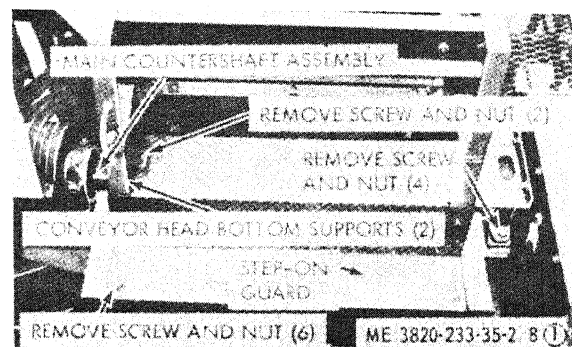 MAIN COUNTERSHAFT ASSEMBLY
REMOVE SCREW AND NUT (2)
REMOVE SCREW
AND NUT (4)
CONVEYOR HEAD BOTTOM SUPPORTS (2)
STEP-ON
GUARD
REMOVE SCREW AND NUT (6)
ME 3820-233-35-2/8 ①